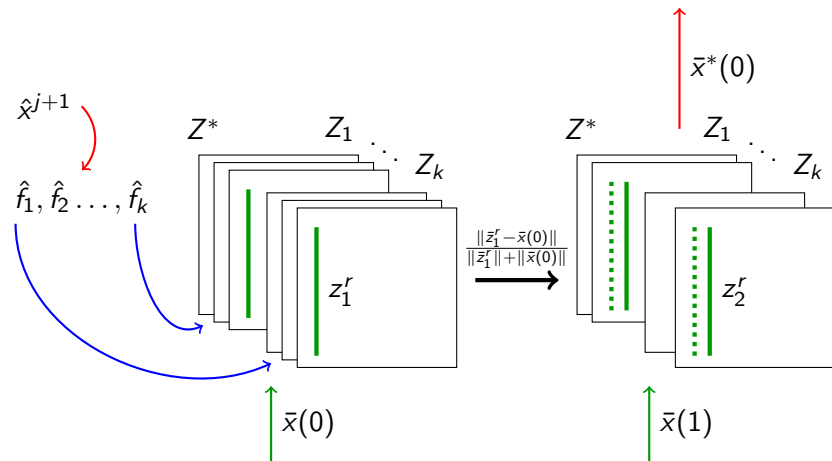 x̄*(0)
x̂^{j+1}
Z* Z_1 ⋱ Z_k
Z* Z_1 ⋱ Z_k
f̂_1, f̂_2 …, f̂_k
z_1^r
‖z̄_1^r − x̄(0)‖
‖z̄_1^r‖+‖x̄(0)‖
z_2^r
x̄(0)
x̄(1)